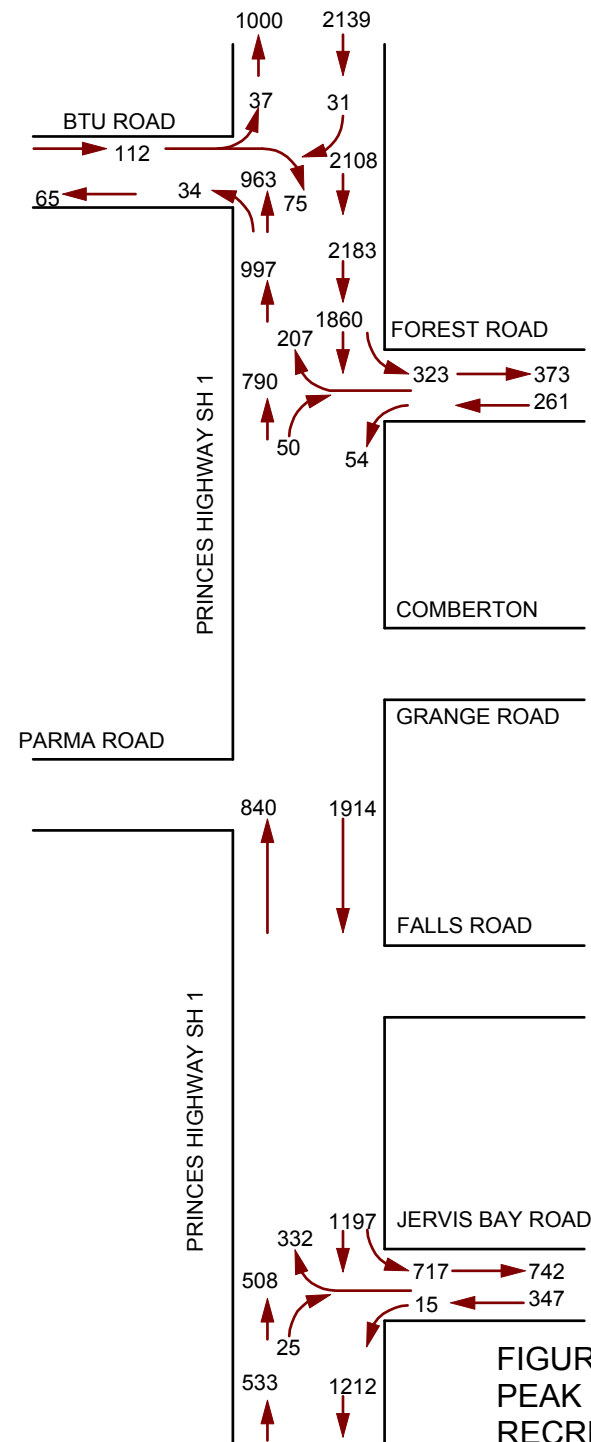 1000 2139
37 31
BTU ROAD
112
2108
963
34
65
75
2183
997
1860
FOREST ROAD
207
323 373
790
261
50
54
PRINCES HIGHWAY SH 1
COMBERTON
GRANGE ROAD
PARMA ROAD
840 1914
FALLS ROAD
PRINCES HIGHWAY SH 1
1197 JERVIS BAY ROAD
332
717 742
508
15 347
25
533 1212
FIGUR
PEAK
RECRE